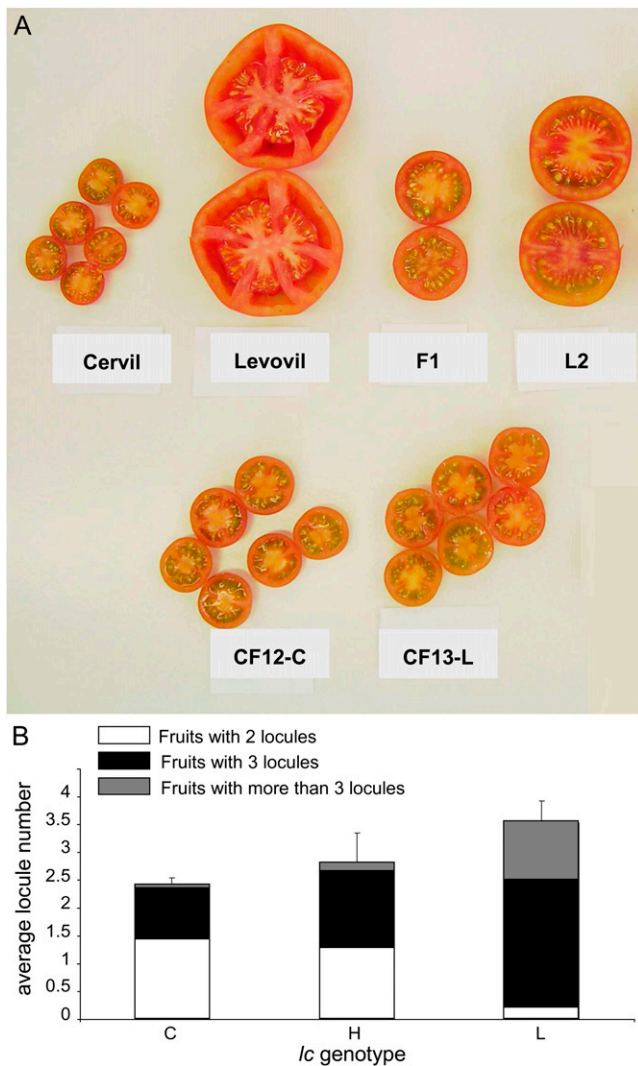 A
Cervil
Levovil
F1
L2
CF12-C
CF13-L
B
Fruits with 2 locules
Fruits with 3 locules
Fruits with more than 3 locules
average locule number
4
3.5
3
2.5
2
1.5
1
0.5
0
C H L
lc genotype